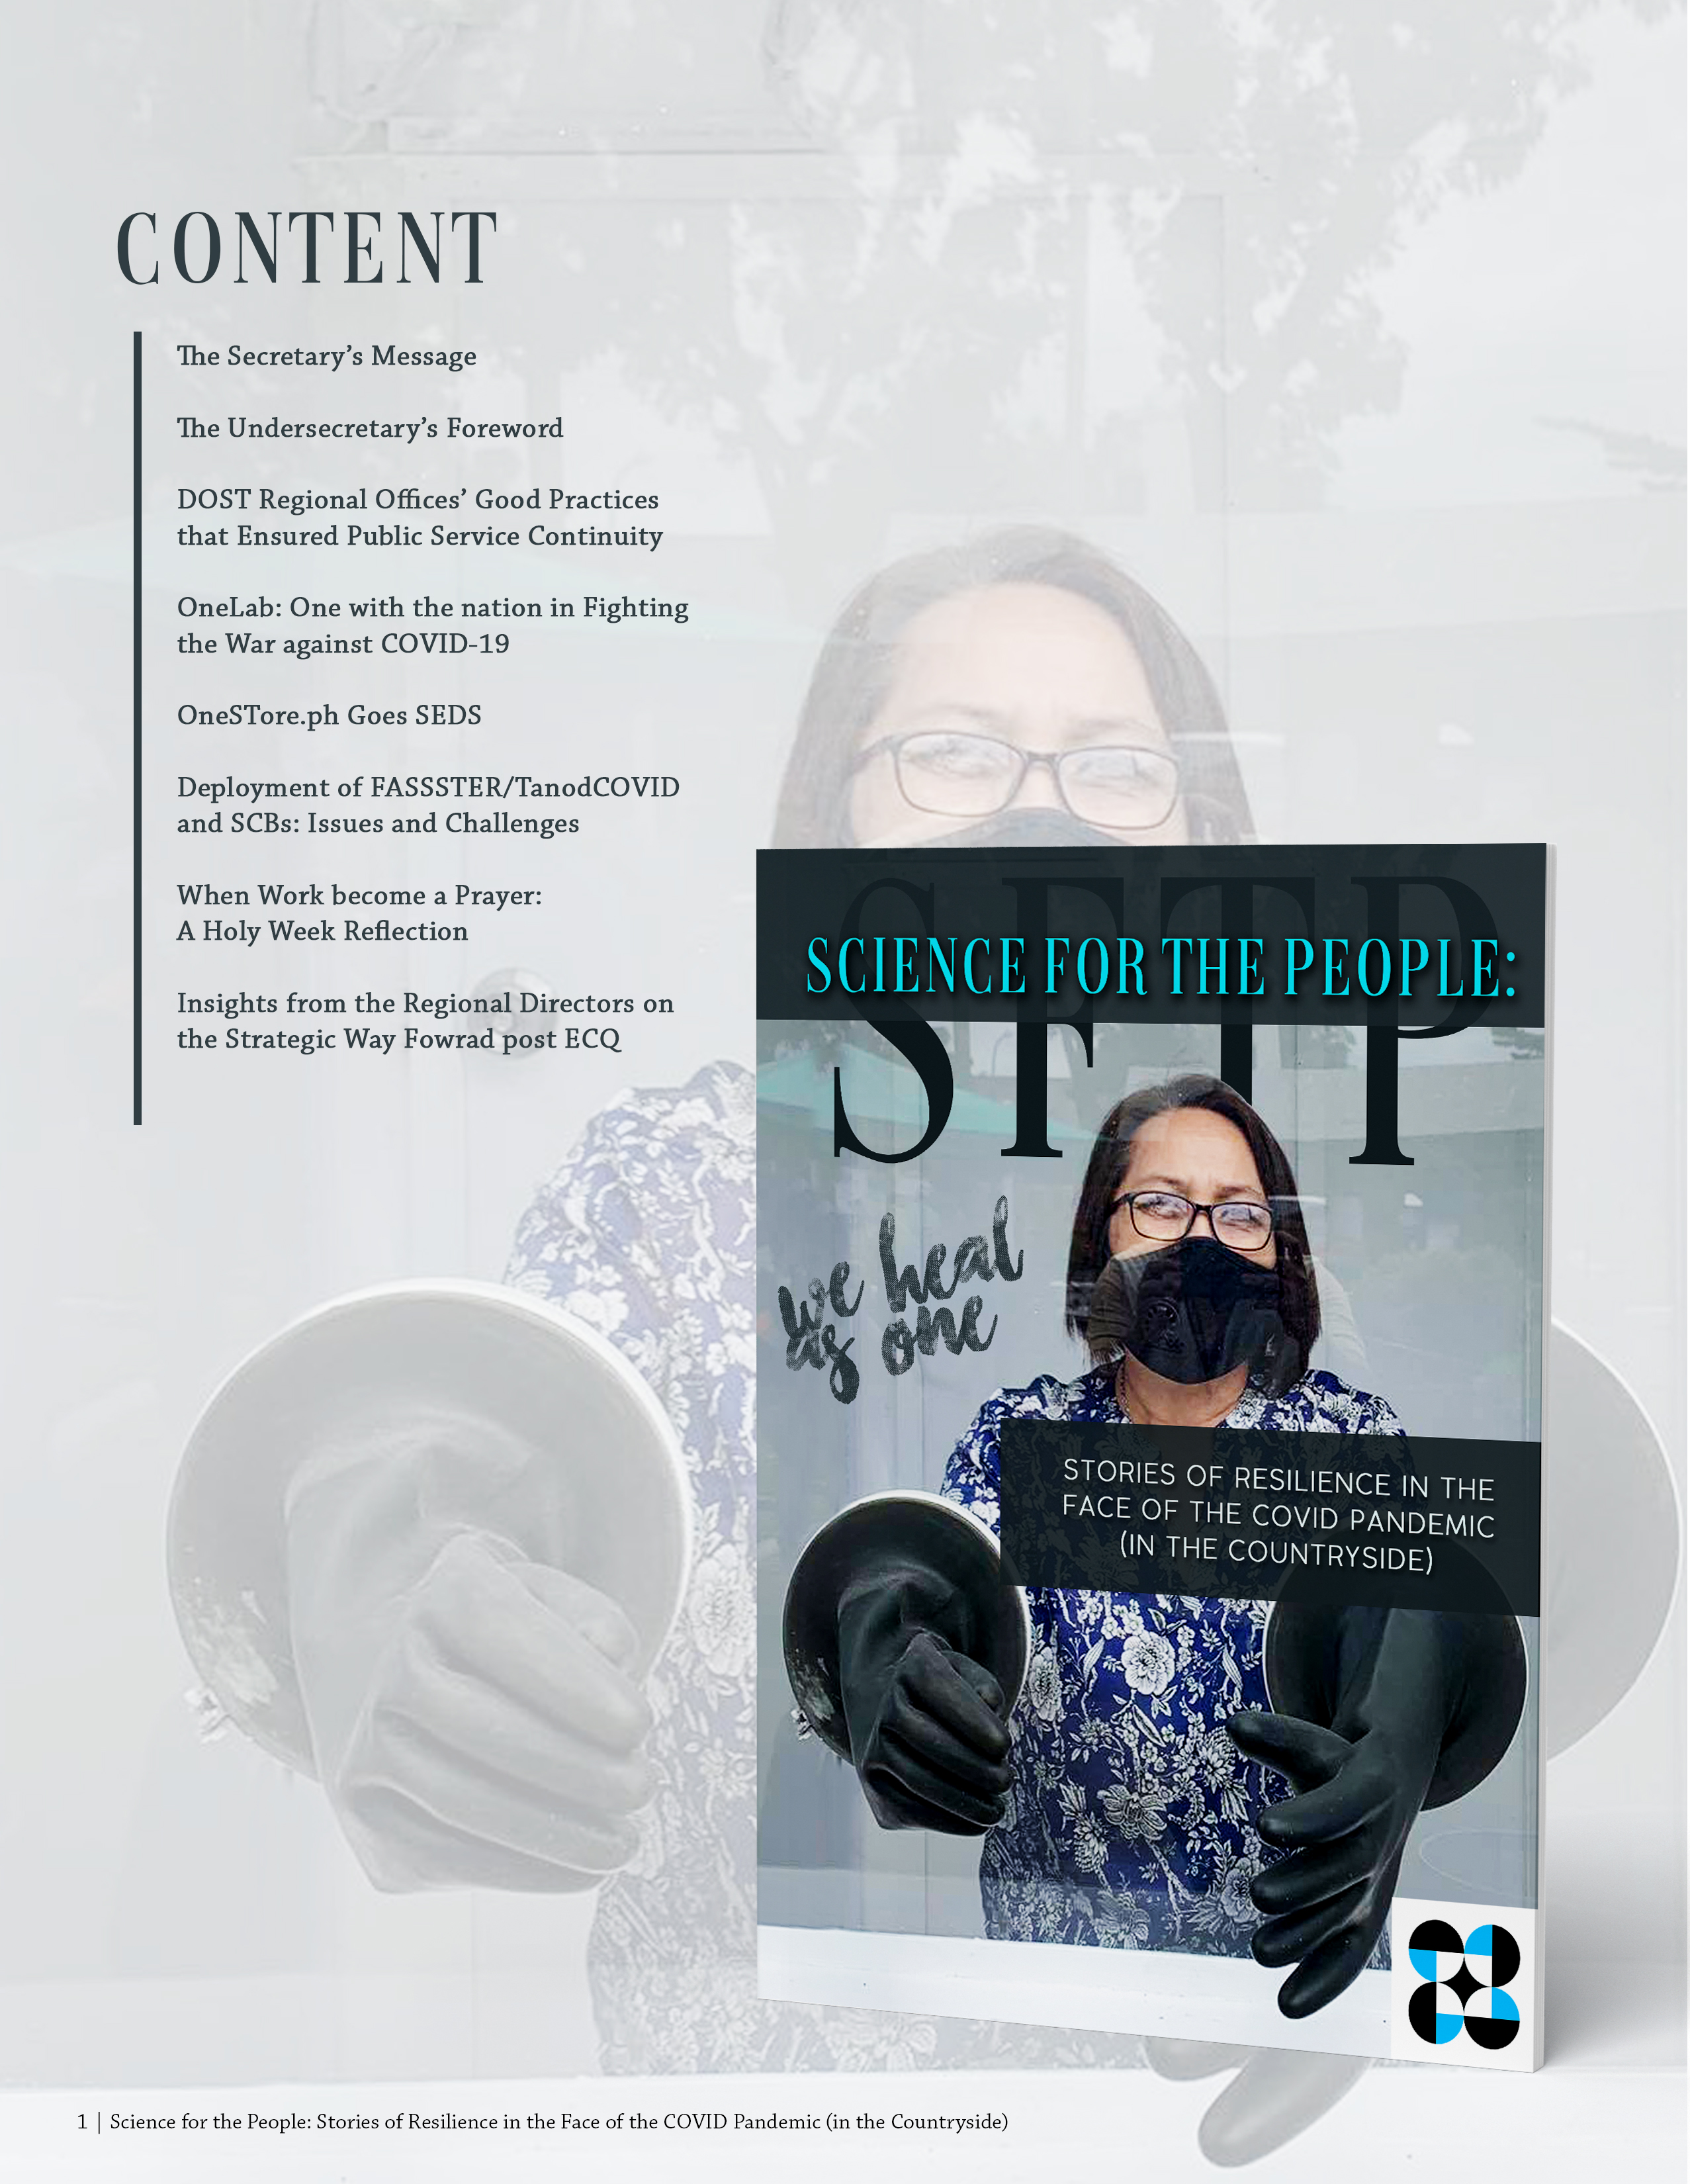 CONTENT
The Secretary’s Message
The Undersecretary’s Foreword
DOST Regional Offices’ Good Practices
that Ensured Public Service Continuity
OneLab: One with the nation in Fighting
the War against COVID-19
OneSTore.ph Goes SEDS
Deployment of FASSSTER/TanodCOVID
and SCBs: Issues and Challenges
When Work become a Prayer:
A Holy Week Reflection
Insights from the Regional Directors on
the Strategic Way Fowrad post ECQ
SFTP
SCIENCE FOR THE PEOPLE:
we heal
as one
STORIES OF RESILIENCE IN THE
FACE OF THE COVID PANDEMIC
(IN THE COUNTRYSIDE)
1 | Science for the People: Stories of Resilience in the Face of the COVID Pandemic (in the Countryside)